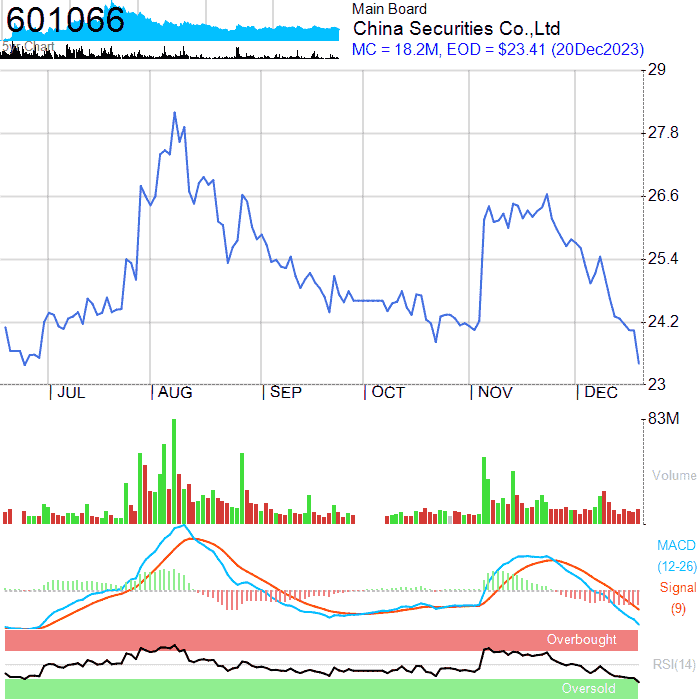 601066
5yr Chart
Main Board
China Securities Co.,Ltd
MC = 18.2M, EOD = $23.41 (20Dec2023)
29
27.8
26.6
25.4
24.2
23
JUL
AUG
SEP
OCT
NOV
DEC
83M
Volume
MACD
(12-26)
Signal
(9)
Overbought
RSI(14)
Oversold